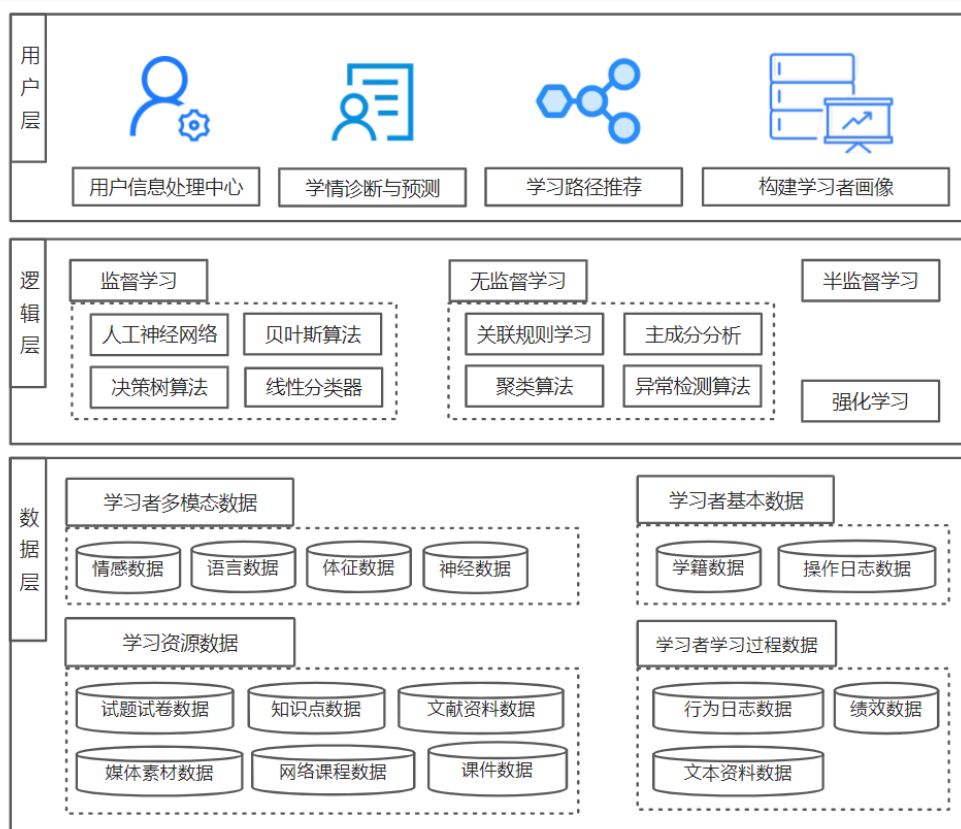 用户层
用户信息处理中心
学情诊断与预测
学习路径推荐
构建学习者画像
逻辑层
监督学习
无监督学习
半监督学习
人工神经网络
贝叶斯算法
关联规则学习
主成分分析
决策树算法
线性分类器
聚类算法
异常检测算法
强化学习
数据层
学习者多模态数据
学习者基本数据
情感数据
语言数据
体征数据
神经数据
学籍数据
操作日志数据
学习资源数据
学习者学习过程数据
试题试卷数据
知识点数据
文献资料数据
行为日志数据
绩效数据
媒体素材数据
网络课程数据
课件数据
文本资料数据